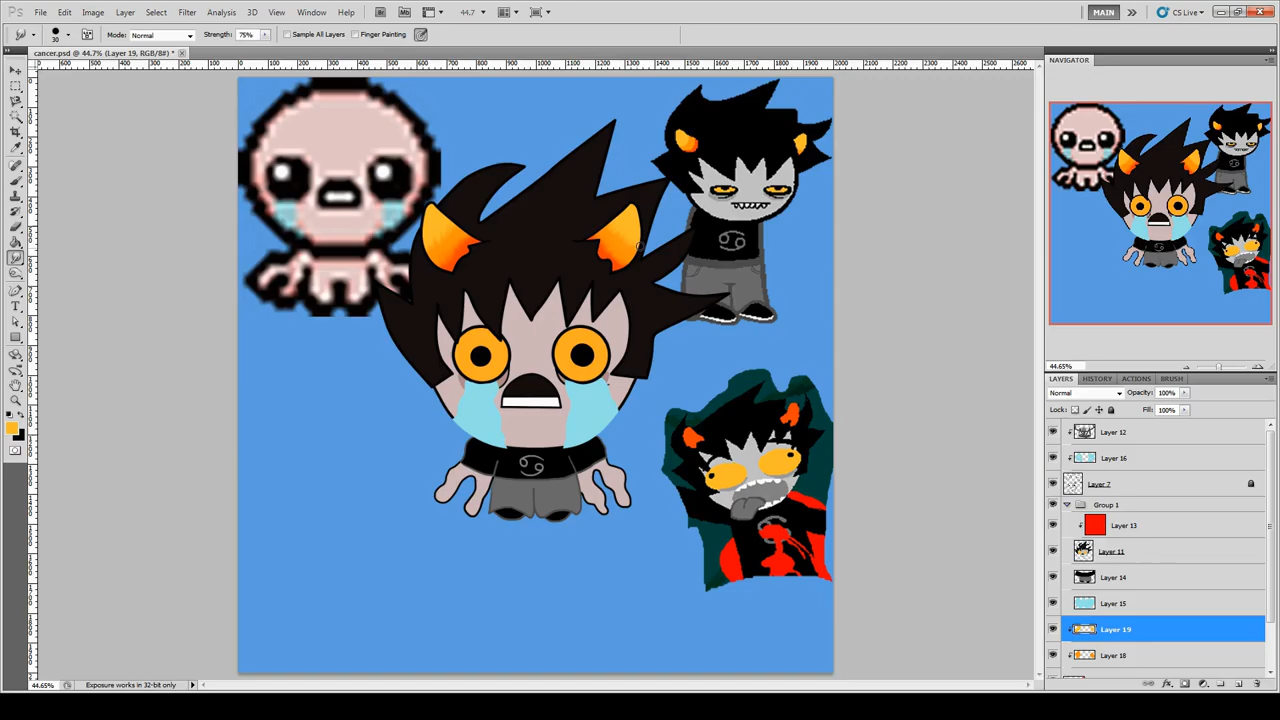 Ps File Edit Image Layer Select Filter Analysis 3D View Window Help Br Mb 44.7 MAIN CS Live
30 Mode: Normal Strength: 75% Sample All Layers Finger Painting
cancer.psd @ 44.7% (Layer 19, RGB/8#) *
NAVIGATOR
44.65%
LAYERS HISTORY ACTIONS BRUSH
Normal Opacity: 100%
Lock: Fill: 100%
Layer 12
Layer 16
Layer 7
Group 1
Layer 13
Layer 11
Layer 14
Layer 15
Layer 19
Layer 18
44.65% Exposure works in 32-bit only